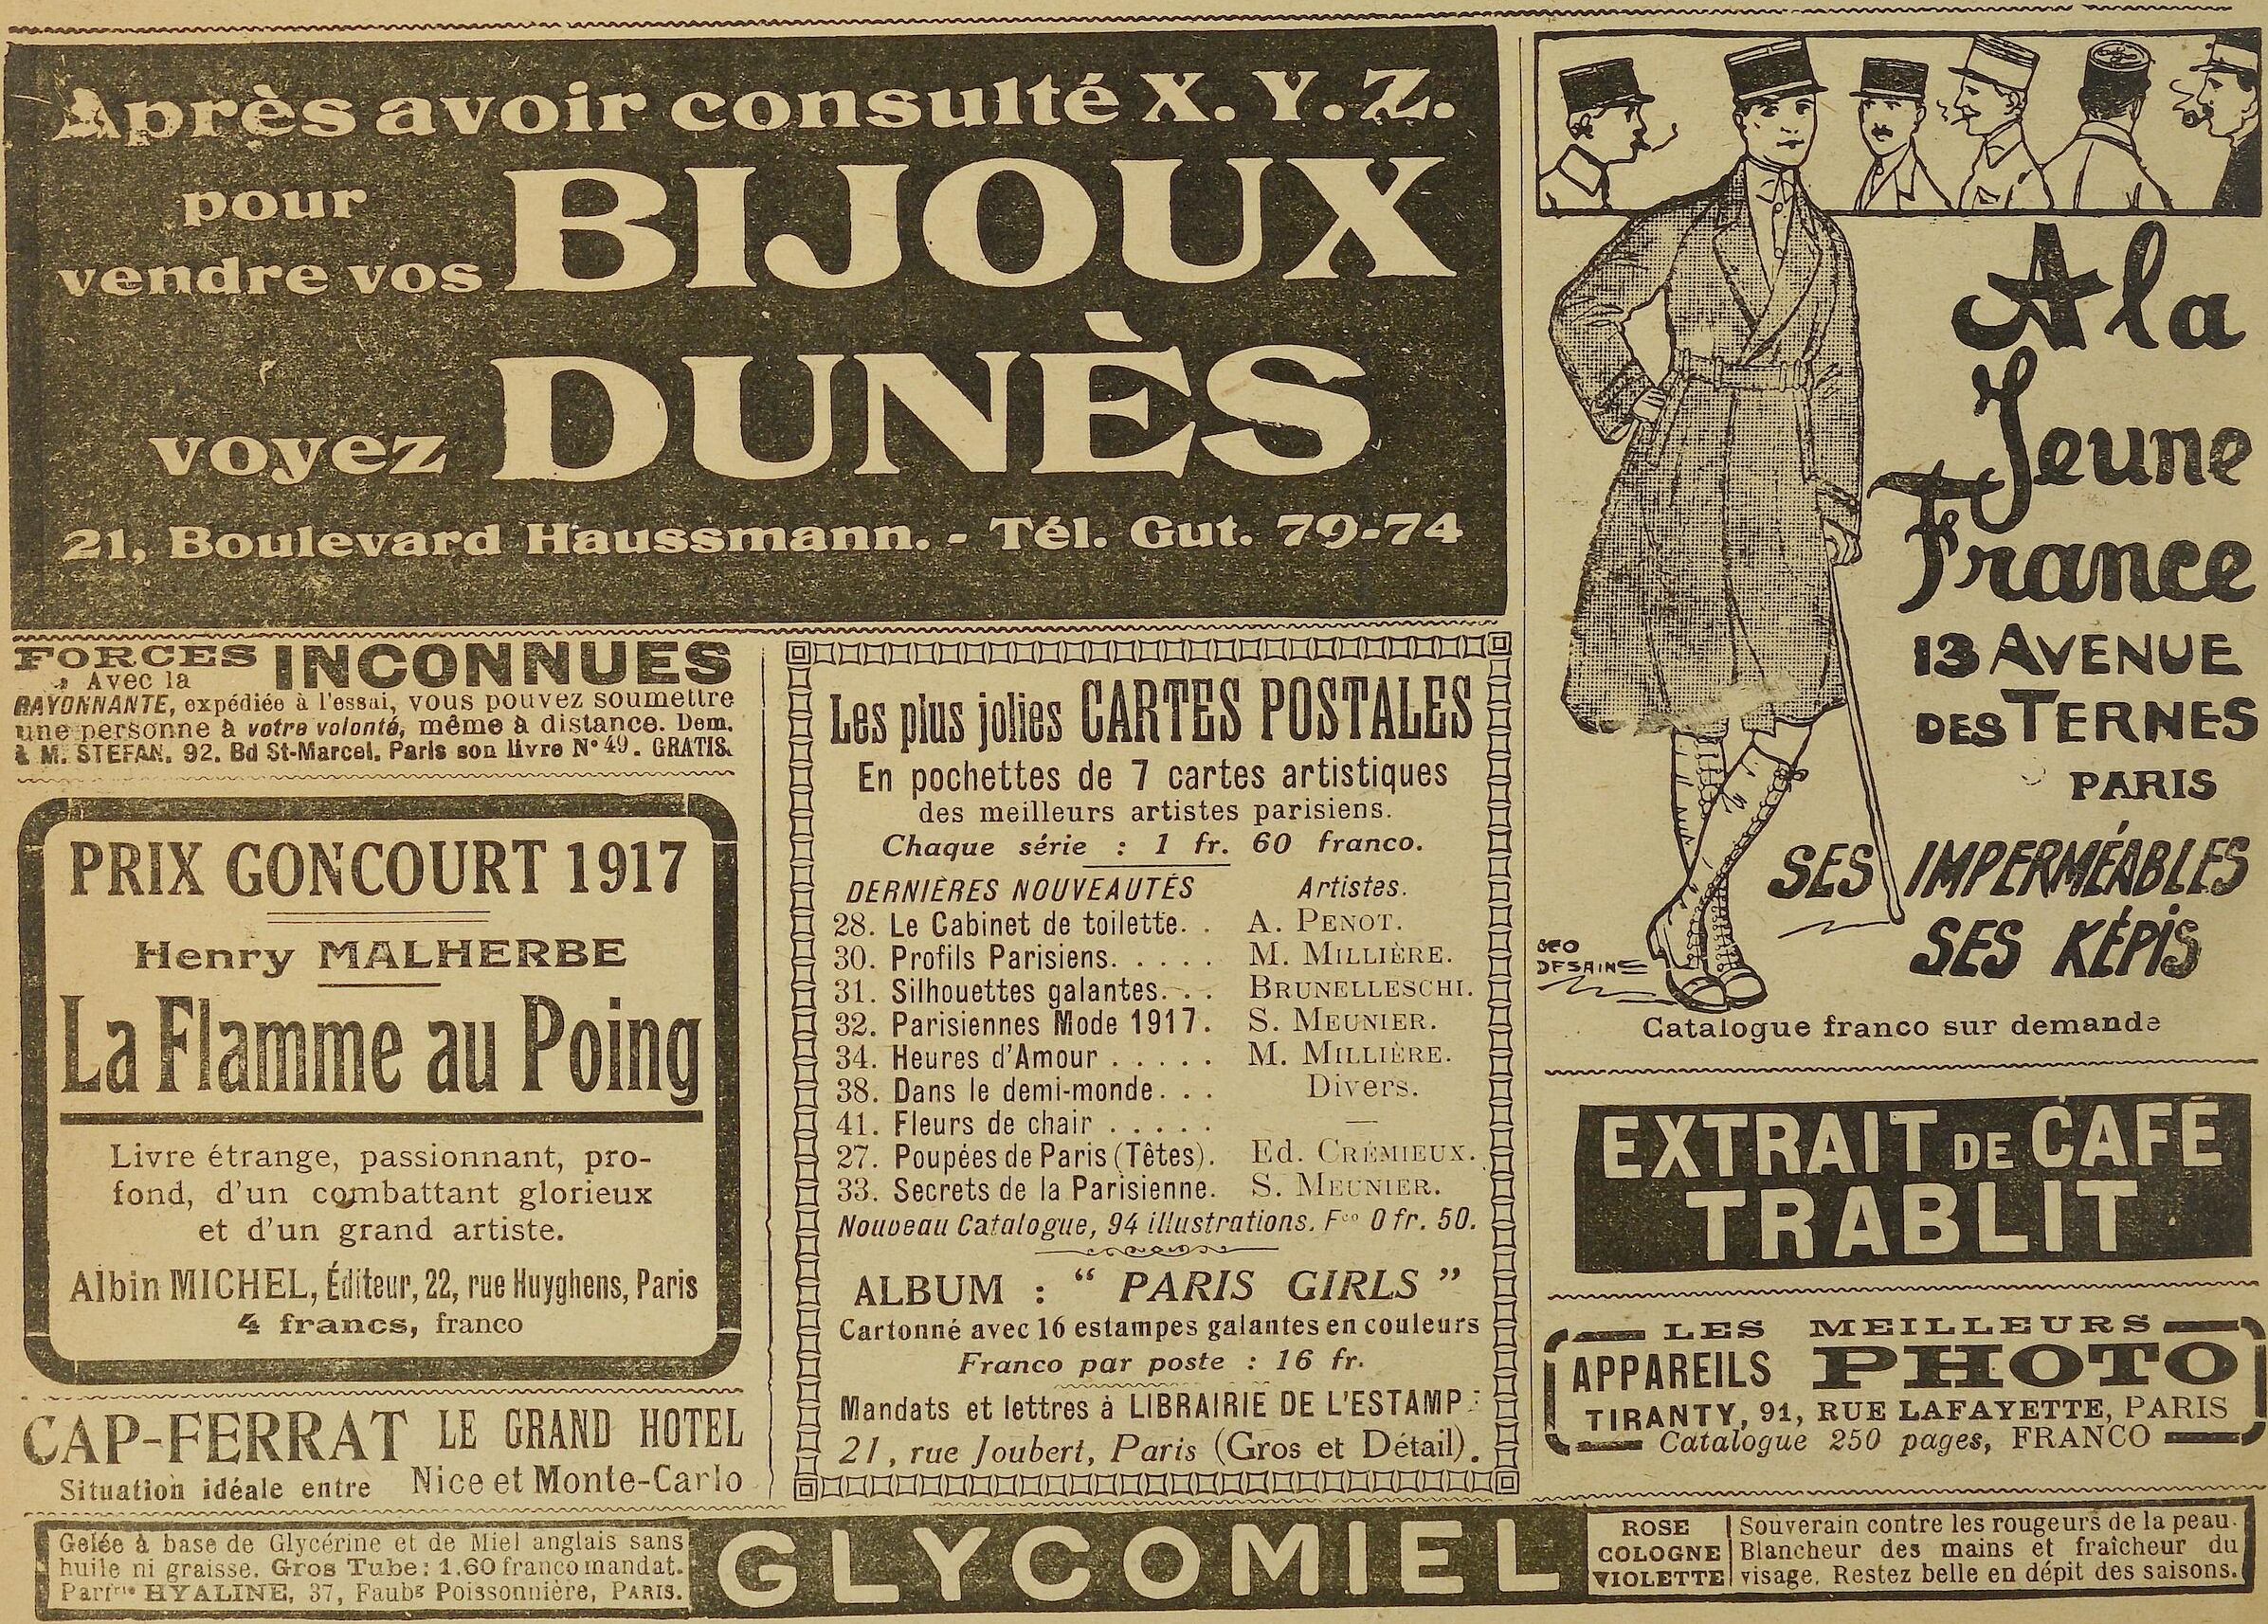 Après avoir consulté X. Y. Z.
pour
vendre vos BIJOUX
voyez DUNÈS
21, Boulevard Haussmann. - Tél. Gut. 79-74
FORCES INCONNUES
Avec la
RAYONNANTE, expédiée à l'essai, vous pouvez soumettre
une personne à votre volonté, même à distance. Dem.
à M. STEFAN, 92, Bd St-Marcel, Paris son livre N° 49. GRATIS.
PRIX GONCOURT 1917
Henry MALHERBE
La Flamme au Poing
Livre étrange, passionnant, pro-
fond, d'un combattant glorieux
et d'un grand artiste.
Albin MICHEL, Éditeur, 22, rue Huyghens, Paris
4 francs, franco
CAP-FERRAT LE GRAND HOTEL
Situation idéale entre Nice et Monte-Carlo
Les plus jolies CARTES POSTALES
En pochettes de 7 cartes artistiques
des meilleurs artistes parisiens.
Chaque série : 1 fr. 60 franco.
DERNIÈRES NOUVEAUTÉS Artistes.
28. Le Cabinet de toilette. . A. PENOT.
30. Profils Parisiens. . . . . M. MILLIÈRE.
31. Silhouettes galantes. . . BRUNELLESCHI.
32. Parisiennes Mode 1917. S. MEUNIER.
34. Heures d'Amour . . . . . M. MILLIÈRE.
38. Dans le demi-monde. . . Divers.
41. Fleurs de chair . . . . . —
27. Poupées de Paris (Têtes). Ed. CRÉMIEUX.
33. Secrets de la Parisienne. S. MEUNIER.
Nouveau Catalogue, 94 illustrations. Fco 0 fr. 50.
ALBUM : “ PARIS GIRLS ”
Cartonné avec 16 estampes galantes en couleurs
Franco par poste : 16 fr.
Mandats et lettres à LIBRAIRIE DE L'ESTAMPE
21, rue Joubert, Paris (Gros et Détail).
A la
Jeune
France
13 AVENUE
DES TERNES
PARIS
SES IMPERMÉABLES
SES KÉPIS
GEO
DESAINS
Catalogue franco sur demande
EXTRAIT DE CAFÉ
TRABLIT
LES MEILLEURS
APPAREILS PHOTO
TIRANTY, 91, RUE LAFAYETTE, PARIS
Catalogue 250 pages, FRANCO
Gelée à base de Glycérine et de Miel anglais sans
huile ni graisse. Gros Tube: 1.60 franco mandat.
Parfrie HYALINE, 37, Faubg Poissonnière, PARIS.
GLYCOMIEL
ROSE
COLOGNE
VIOLETTE
Souverain contre les rougeurs de la peau.
Blancheur des mains et fraîcheur du
visage. Restez belle en dépit des saisons.